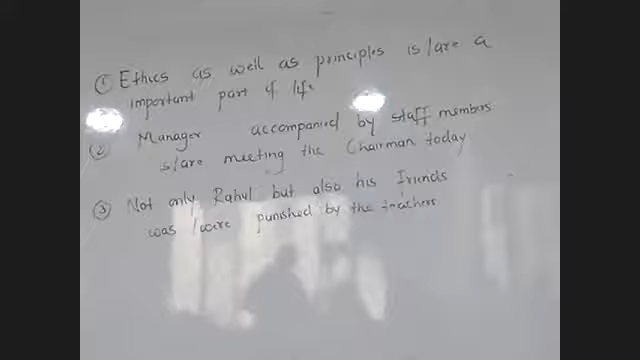 ① Ethics as well as principles is/are a
important part of life
② Manager accompanied by staff members
is/are meeting the Chairman today
③ Not only Rahul but also his friends
was/were punished by the teachers